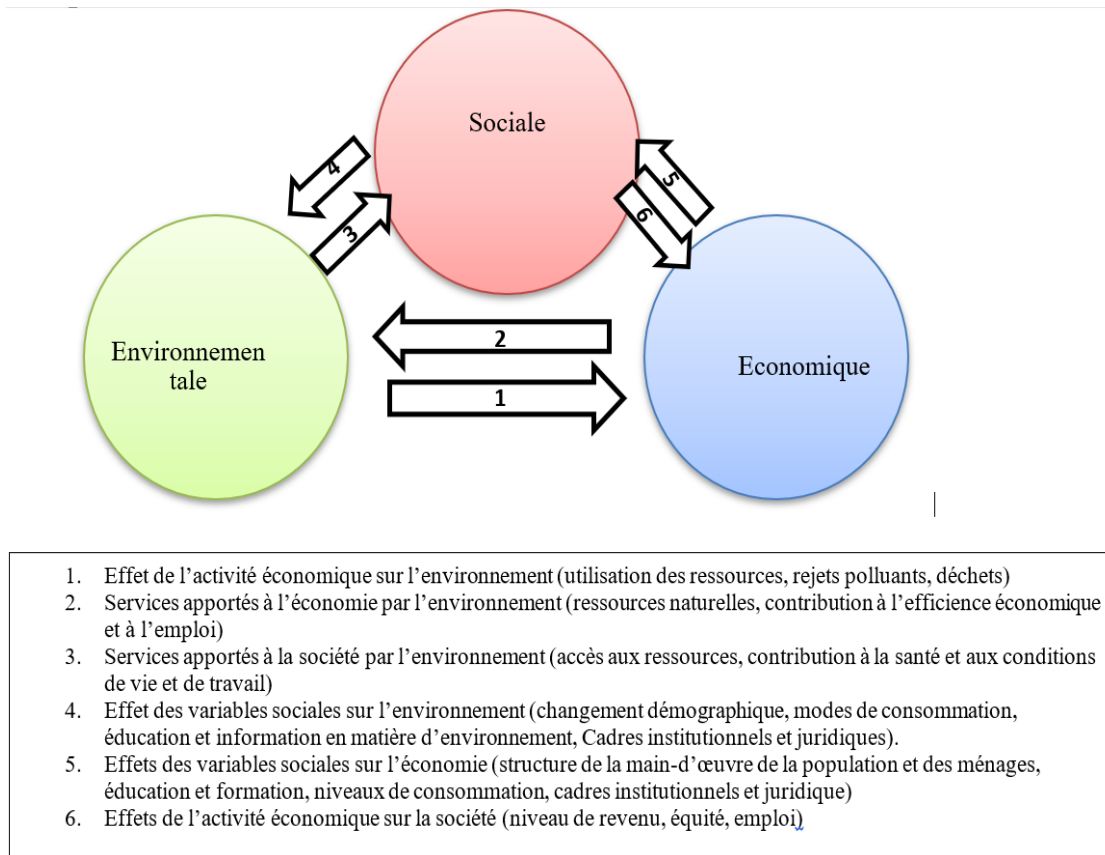 Sociale
4
5
3
6
Environnemen
tale
2
Economique
1
1. Effet de l’activité économique sur l’environnement (utilisation des ressources, rejets polluants, déchets)
2. Services apportés à l’économie par l’environnement (ressources naturelles, contribution à l’efficience économique
et à l’emploi)
3. Services apportés à la société par l’environnement (accès aux ressources, contribution à la santé et aux conditions
de vie et de travail)
4. Effet des variables sociales sur l’environnement (changement démographique, modes de consommation,
éducation et information en matière d’environnement, Cadres institutionnels et juridiques).
5. Effets des variables sociales sur l’économie (structure de la main-d’œuvre de la population et des ménages,
éducation et formation, niveaux de consommation, cadres institutionnels et juridique)
6. Effets de l’activité économique sur la société (niveau de revenu, équité, emploi)